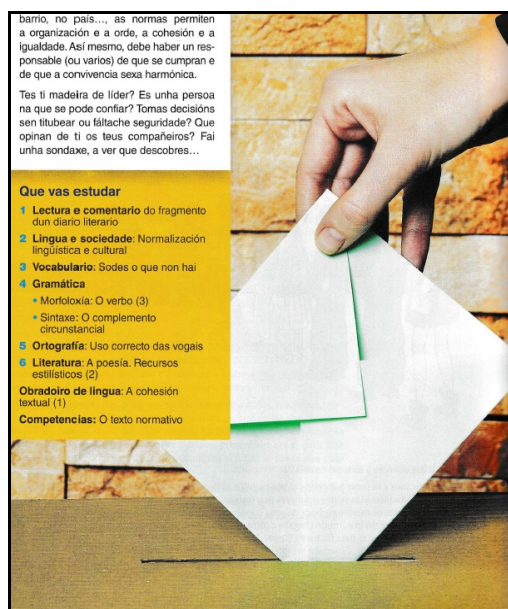 barrio, no país…, as normas permiten
a organización e a orde, a cohesión e a
igualdade. Así mesmo, debe haber un res-
ponsable (ou varios) de que se cumpran e
de que a convivencia sexa harmónica.
Tes ti madeira de líder? Es unha persoa
na que se pode confiar? Tomas decisións
sen titubear ou fáltache seguridade? Que
opinan de ti os teus compañeiros? Fai
unha sondaxe, a ver que descobres…
Que vas estudar
1 Lectura e comentario do fragmento
dun diario literario
2 Lingua e sociedade: Normalización
lingüística e cultural
3 Vocabulario: Sodes o que non hai
4 Gramática
• Morfoloxía: O verbo (3)
• Sintaxe: O complemento
circunstancial
5 Ortografía: Uso correcto das vogais
6 Literatura: A poesía. Recursos
estilísticos (2)
Obradoiro de lingua: A cohesión
textual (1)
Competencias: O texto normativo